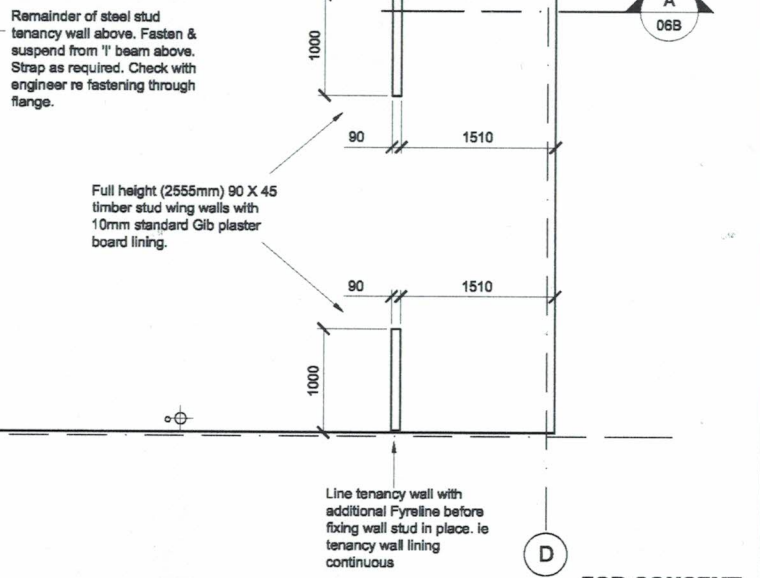 Remainder of steel stud
tenancy wall above. Fasten &
suspend from 'I' beam above.
Strap as required. Check with
engineer re fastening through
flange.
1000
A
06B
90
1510
Full height (2555mm) 90 X 45
timber stud wing walls with
10mm standard Gib plaster
board lining.
90
1510
1000
Line tenancy wall with
additional Fyreline before
fixing wall stud in place. ie
tenancy wall lining
continuous
D
FOR CONSENT